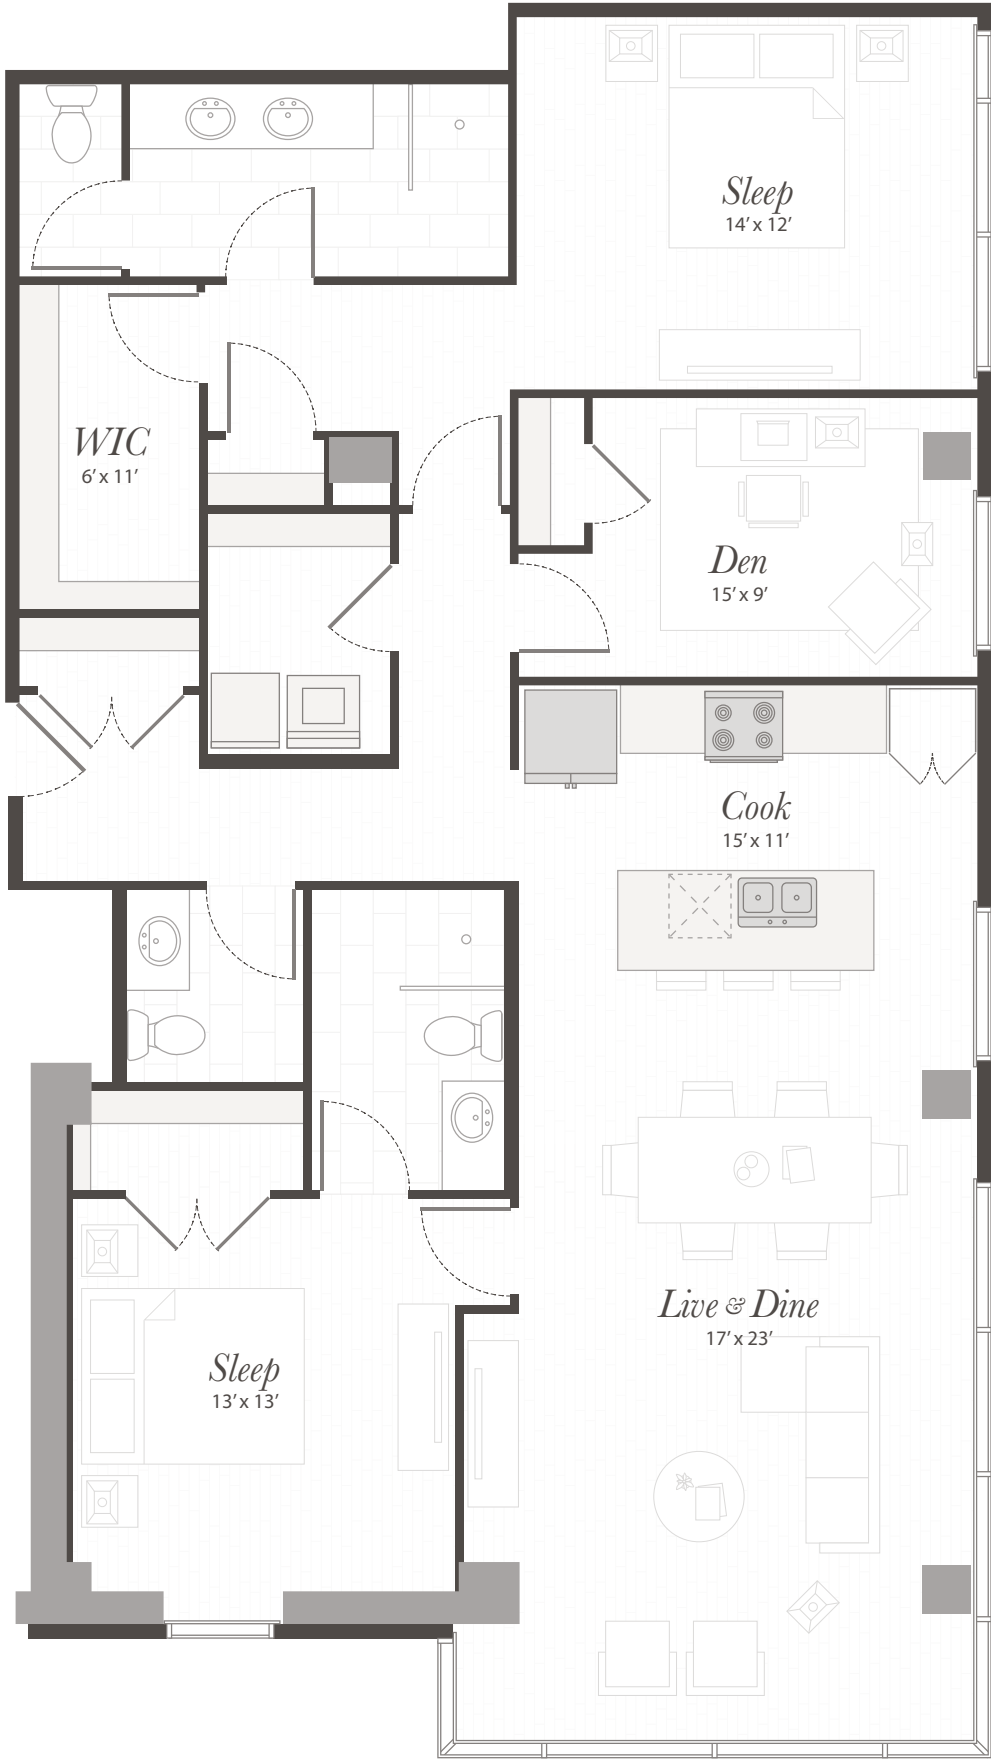 Sleep
14’ x 12’
WIC
6’ x 11’
Den
15’ x 9’
Cook
15’ x 11’
Live & Dine
17’ x 23’
Sleep
13’ x 13’